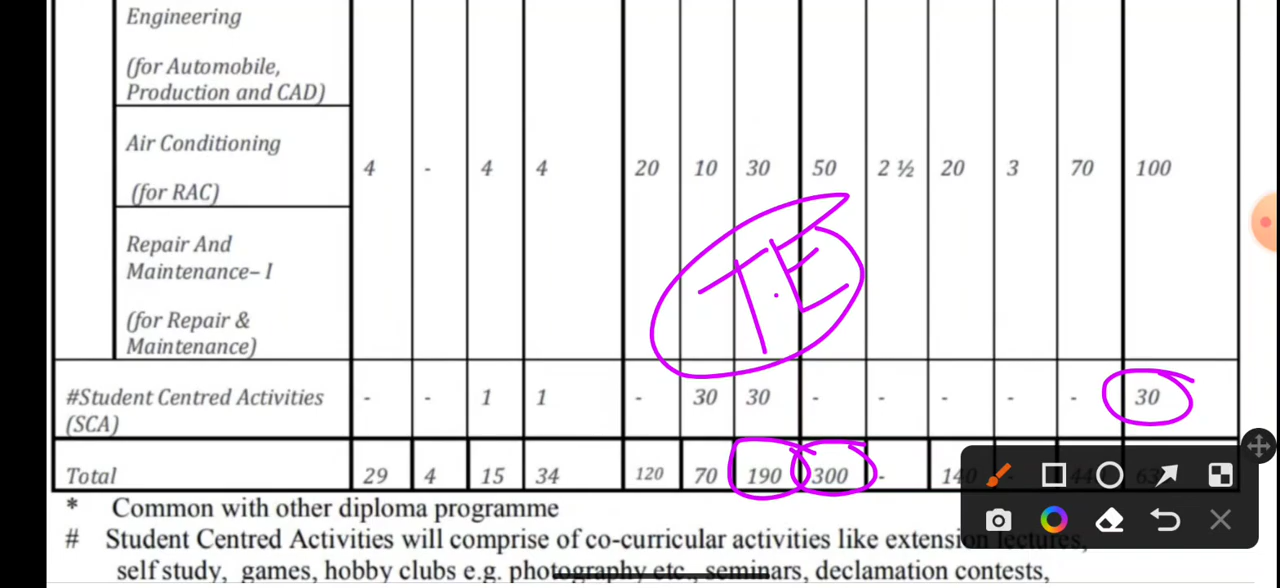 Engineering
(for Automobile,
Production and CAD)
Air Conditioning
(for RAC)
4 - 4 4 20 10 30 50 2 ½ 20 3 70 100
Repair And
Maintenance– I
(for Repair &
Maintenance)
T.E
#Student Centred Activities
(SCA)
- - 1 1 - 30 30 - - - - - 30
Total 29 4 15 34 120 70 190 300 - 140
* Common with other diploma programme
# Student Centred Activities will comprise of co-curricular activities like extension lectures,
self study, games, hobby clubs e.g. photography etc., seminars, declamation contests,